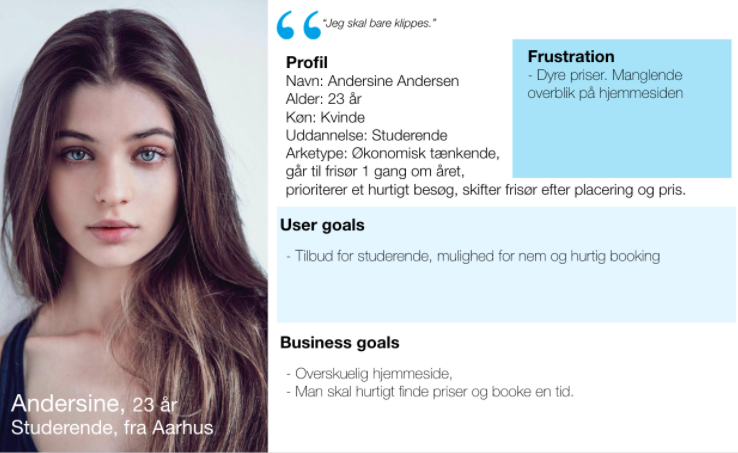 “Jeg skal bare klippes.”
Profil
Navn: Andersine Andersen
Alder: 23 år
Køn: Kvinde
Uddannelse: Studerende
Arketype: Økonomisk tænkende,
går til frisør 1 gang om året,
prioriterer et hurtigt besøg, skifter frisør efter placering og pris.
Frustration
- Dyre priser. Manglende
overblik på hjemmesiden
User goals
- Tilbud for studerende, mulighed for nem og hurtig booking
Business goals
- Overskuelig hjemmeside,
- Man skal hurtigt finde priser og booke en tid.
Andersine, 23 år
Studerende, fra Aarhus